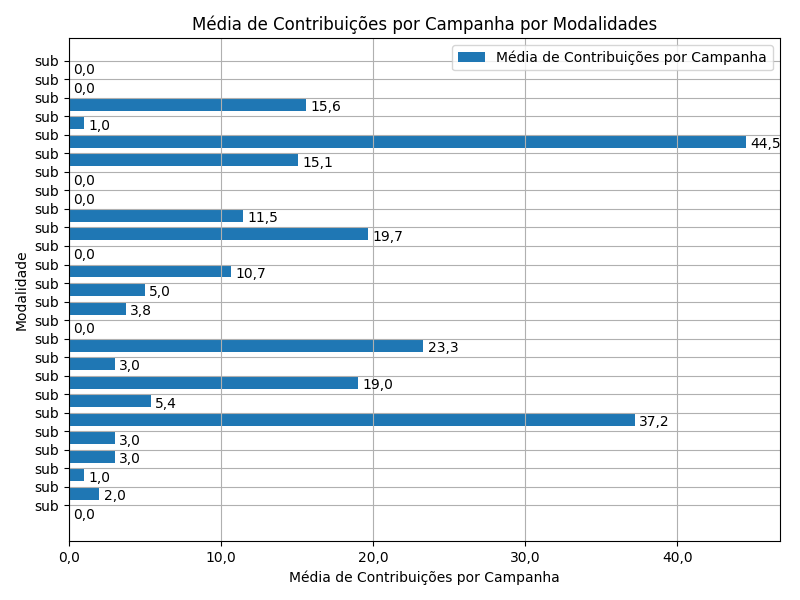 Média de Contribuições por Campanha por Modalidades
Média de Contribuições por Campanha
sub
0,0
sub
0,0
sub
15,6
sub
1,0
sub
44,5
sub
15,1
sub
0,0
sub
0,0
sub
11,5
sub
19,7
sub
0,0
sub
10,7
sub
5,0
sub
3,8
sub
0,0
sub
23,3
sub
3,0
sub
19,0
sub
5,4
sub
37,2
sub
3,0
sub
3,0
sub
1,0
sub
2,0
sub
0,0
Modalidade
0,0 10,0 20,0 30,0 40,0
Média de Contribuições por Campanha